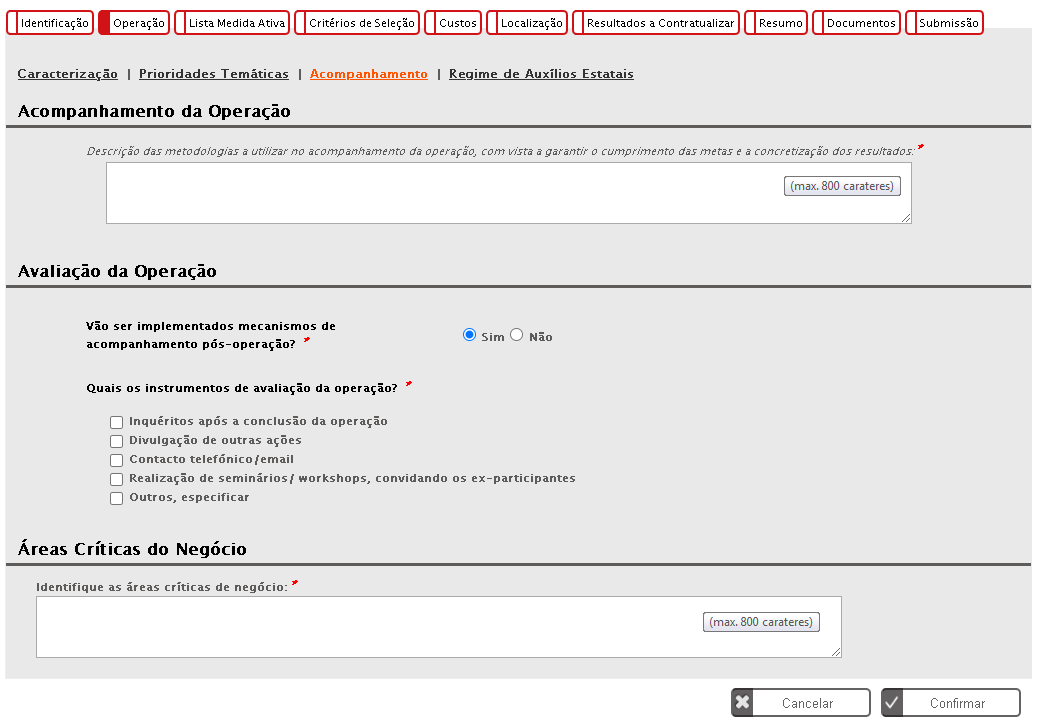 Identificação Operação Lista Medida Ativa Critérios de Seleção Custos Localização Resultados a Contratualizar Resumo Documentos Submissão
Caracterização | Prioridades Temáticas | Acompanhamento | Regime de Auxílios Estatais
Acompanhamento da Operação
Descrição das metodologias a utilizar no acompanhamento da operação, com vista a garantir o cumprimento das metas e a concretização dos resultados: *
(max. 800 carateres)
Avaliação da Operação
Vão ser implementados mecanismos de
acompanhamento pós-operação? *
Sim Não
Quais os instrumentos de avaliação da operação? *
Inquéritos após a conclusão da operação
Divulgação de outras ações
Contacto telefónico/email
Realização de seminários/ workshops, convidando os ex-participantes
Outros, especificar
Áreas Críticas do Negócio
Identifique as áreas críticas de negócio: *
(max. 800 carateres)
Cancelar Confirmar